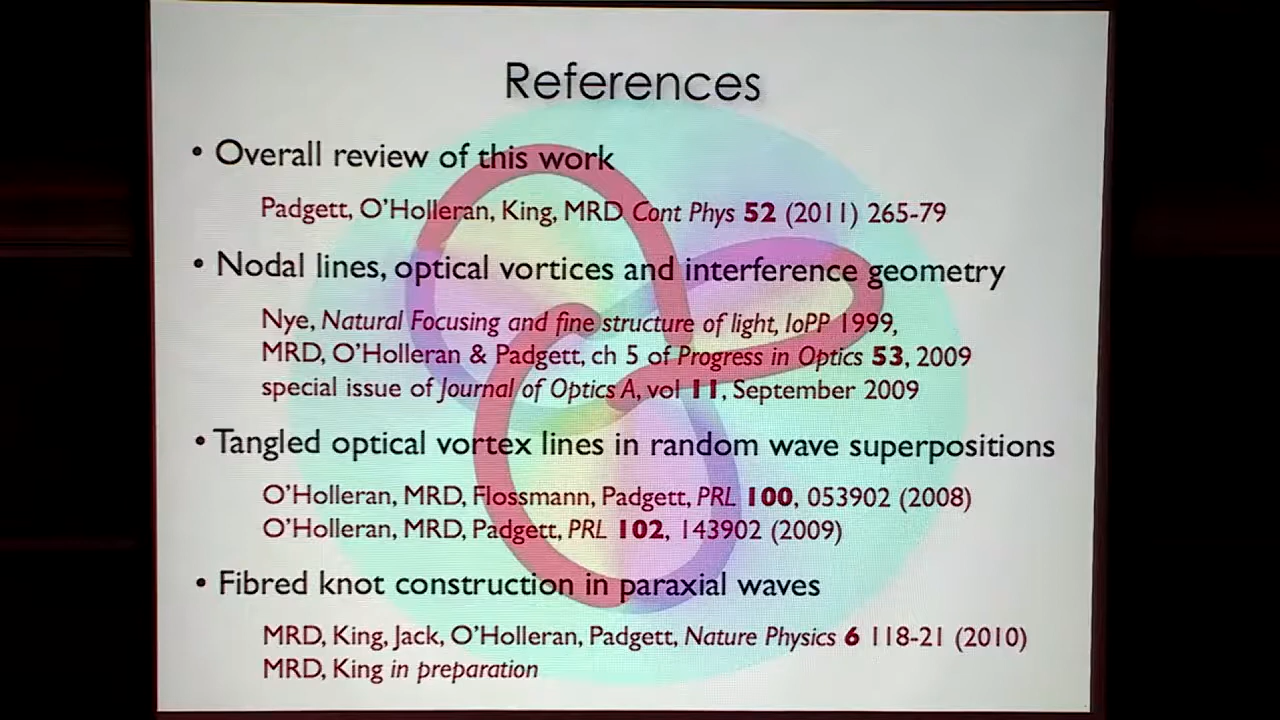 References
• Overall review of this work
Padgett, O'Holleran, King, MRD Cont Phys 52 (2011) 265-79
• Nodal lines, optical vortices and interference geometry
Nye, Natural Focusing and fine structure of light, IoPP 1999,
MRD, O'Holleran & Padgett, ch 5 of Progress in Optics 53, 2009
special issue of Journal of Optics A, vol 11, September 2009
• Tangled optical vortex lines in random wave superpositions
O'Holleran, MRD, Flossmann, Padgett, PRL 100, 053902 (2008)
O'Holleran, MRD, Padgett, PRL 102, 143902 (2009)
• Fibred knot construction in paraxial waves
MRD, King, Jack, O'Holleran, Padgett, Nature Physics 6 118-21 (2010)
MRD, King in preparation